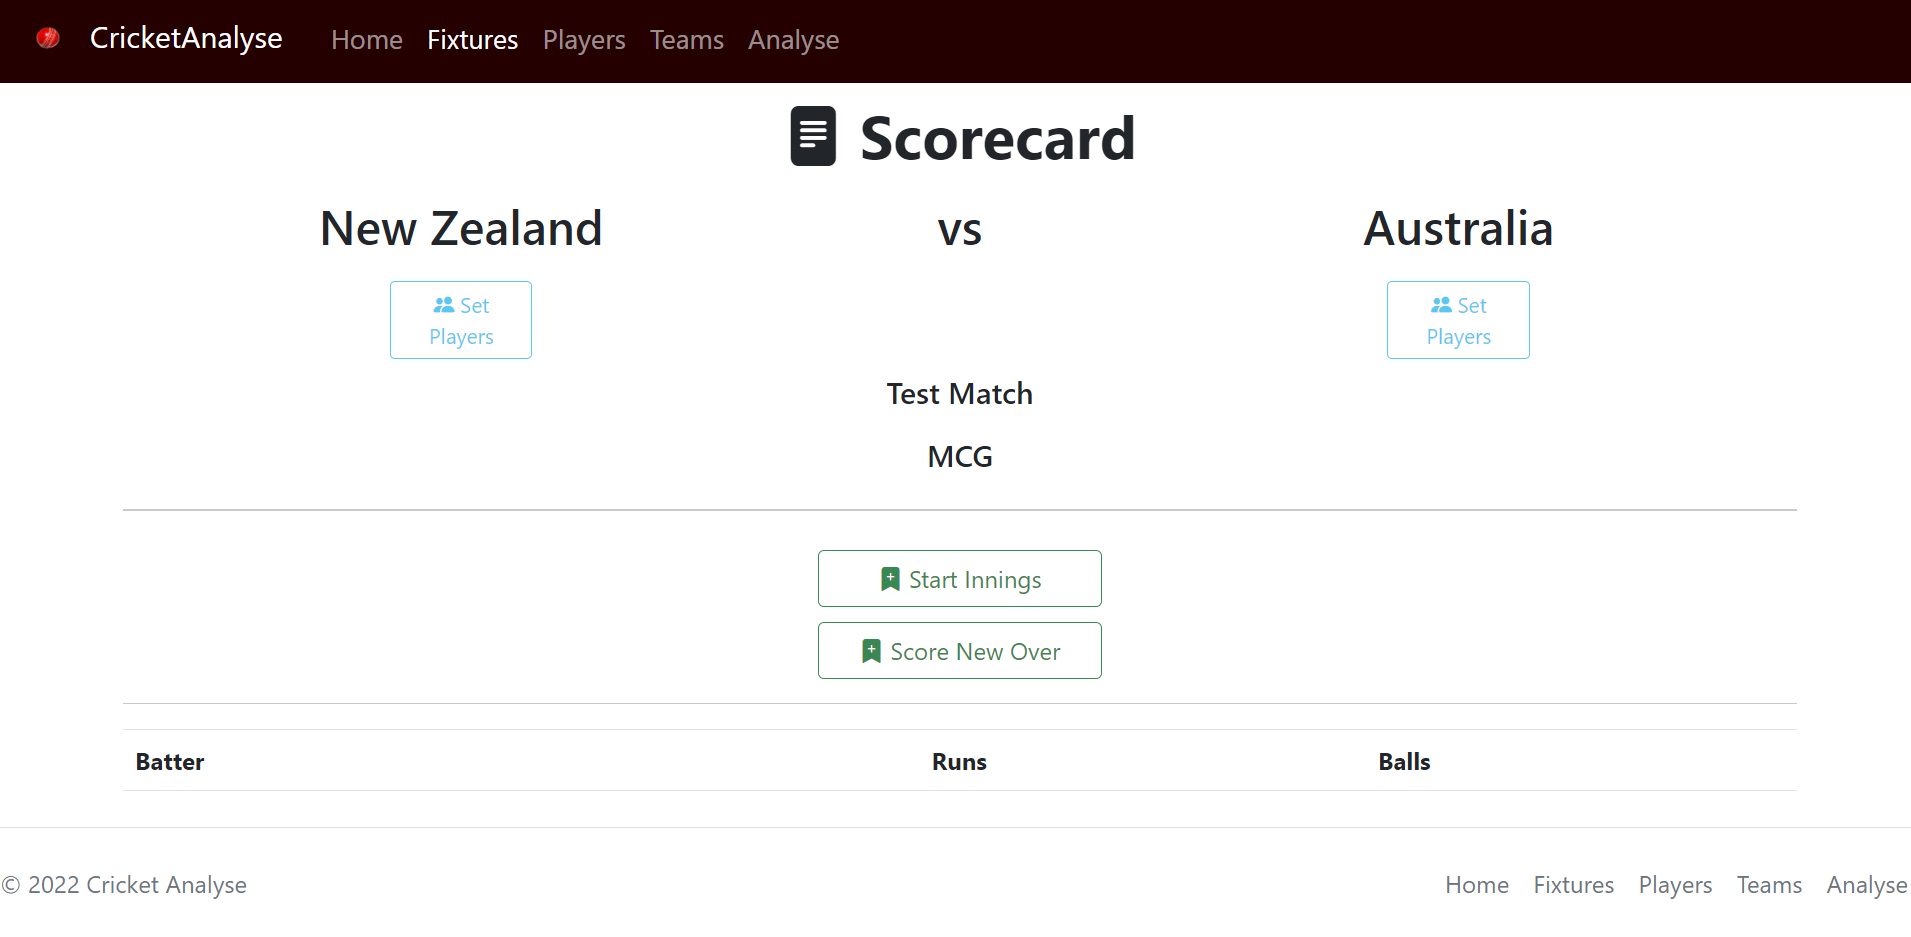 CricketAnalyse Home Fixtures Players Teams Analyse
Scorecard
New Zealand vs Australia
Set Players Set Players
Test Match
MCG
Start Innings
Score New Over
Batter Runs Balls
© 2022 Cricket Analyse Home Fixtures Players Teams Analyse